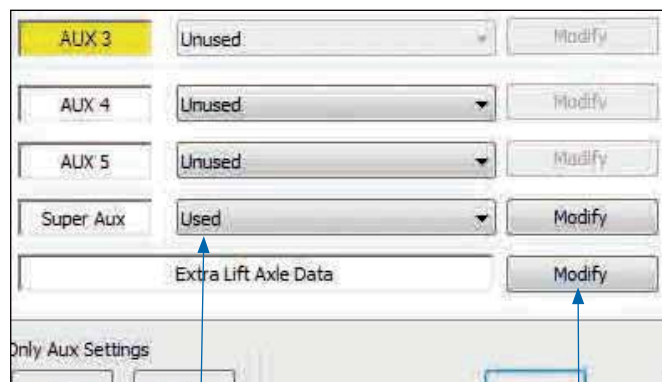 AUX 3 Unused Modify
AUX 4 Unused Modify
AUX 5 Unused Modify
Super Aux Used Modify
Extra Lift Axle Data Modify
Only Aux Settings